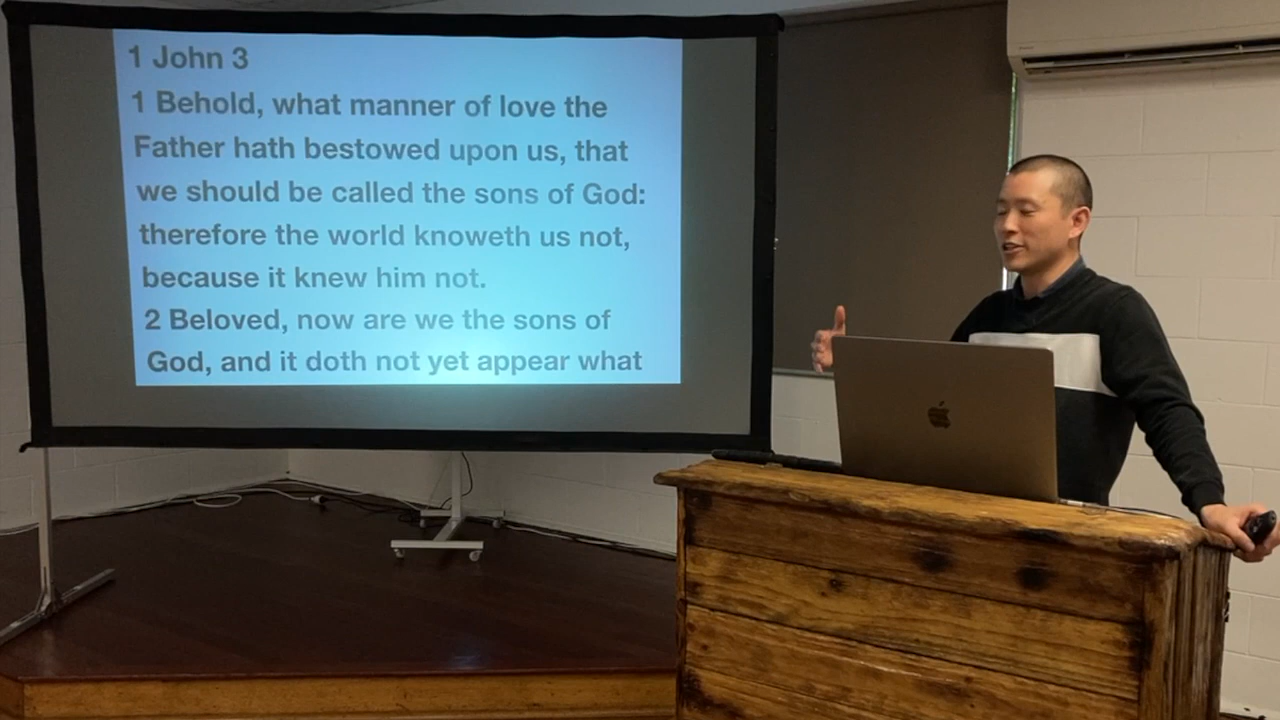 1 John 3
1 Behold, what manner of love the
Father hath bestowed upon us, that
we should be called the sons of God:
therefore the world knoweth us not,
because it knew him not.
2 Beloved, now are we the sons of
God, and it doth not yet appear what